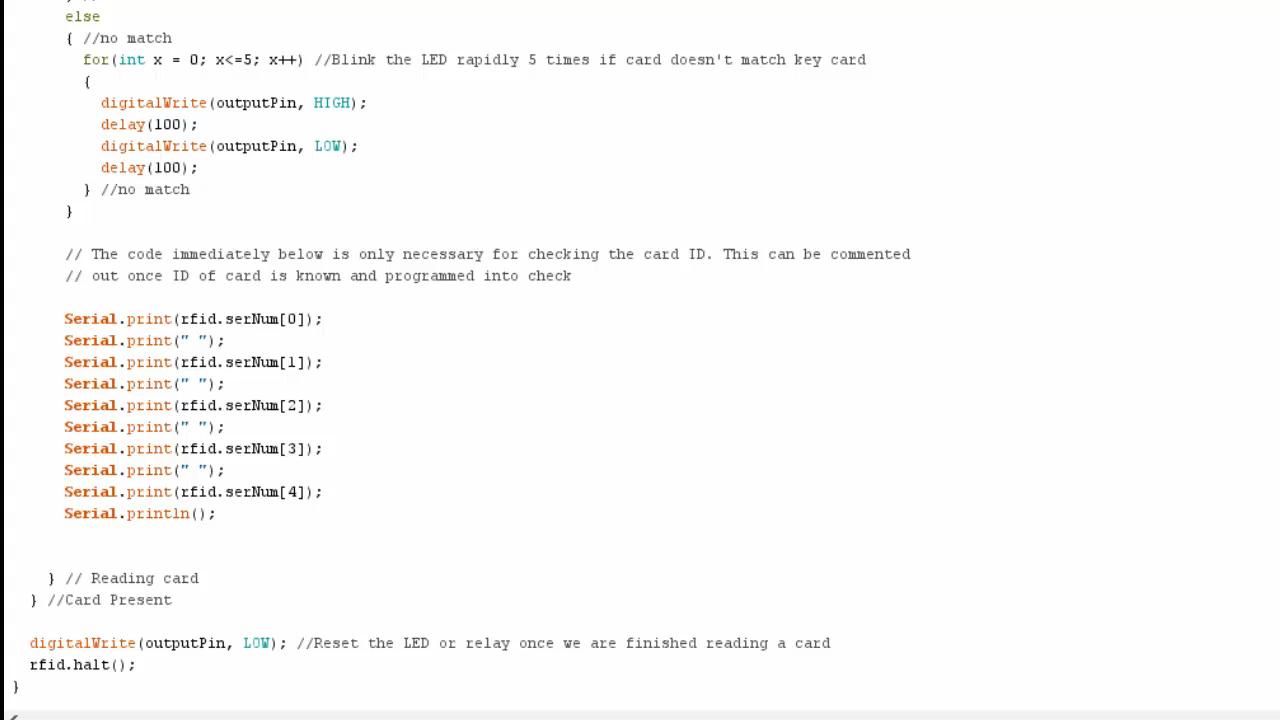 else
{ //no match
for(int x = 0; x<=5; x++) //Blink the LED rapidly 5 times if card doesn't match key card
{
digitalWrite(outputPin, HIGH);
delay(100);
digitalWrite(outputPin, LOW);
delay(100);
} //no match
}
// The code immediately below is only necessary for checking the card ID. This can be commented
// out once ID of card is known and programmed into check
Serial.print(rfid.serNum[0]);
Serial.print(" ");
Serial.print(rfid.serNum[1]);
Serial.print(" ");
Serial.print(rfid.serNum[2]);
Serial.print(" ");
Serial.print(rfid.serNum[3]);
Serial.print(" ");
Serial.print(rfid.serNum[4]);
Serial.println();
} // Reading card
} //Card Present
digitalWrite(outputPin, LOW); //Reset the LED or relay once we are finished reading a card
rfid.halt();
}